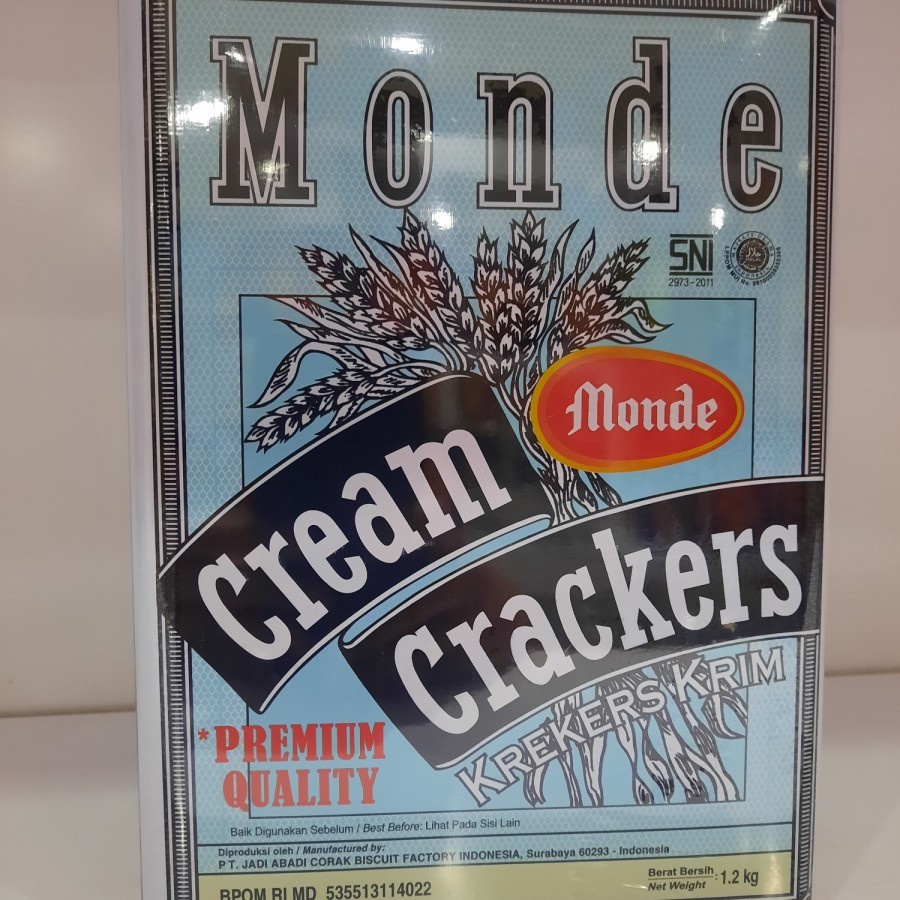 Monde
SNI
2973-2011
Monde
Cream
Crackers
KREKERS KRIM
*PREMIUM
QUALITY
Baik Digunakan Sebelum / Best Before: Lihat Pada Sisi Lain
Diproduksi oleh / Manufactured by:
PT. JADI ABADI CORAK BISCUIT FACTORY INDONESIA, Surabaya 60293 - Indonesia
BPOM RI MD 535513114022
Berat Bersih
Net Weight : 1.2 kg